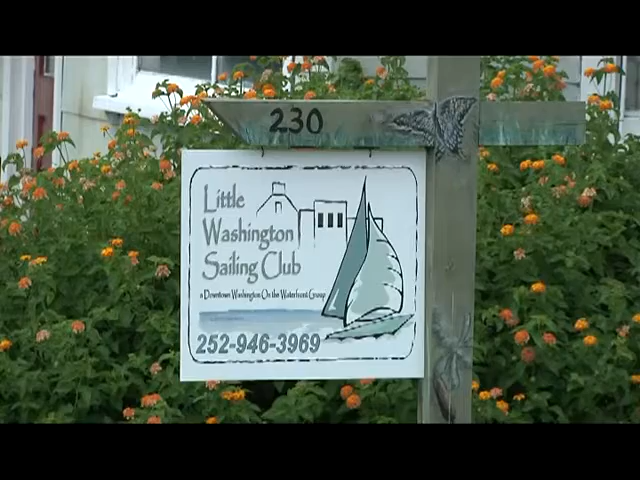 230
Little
Washington
Sailing Club
a Downtown Washington On the Waterfront Group
252-946-3969